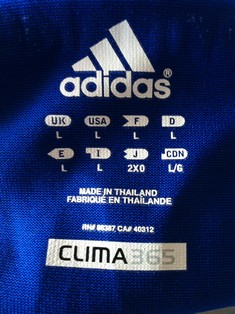 adidas®
UK USA F D
L L L L
E I J CDN
L L 2XO L/G
MADE IN THAILAND
FABRIQUÉ EN THAÏLANDE
RN# 88387 CA# 40312
CLIMA365